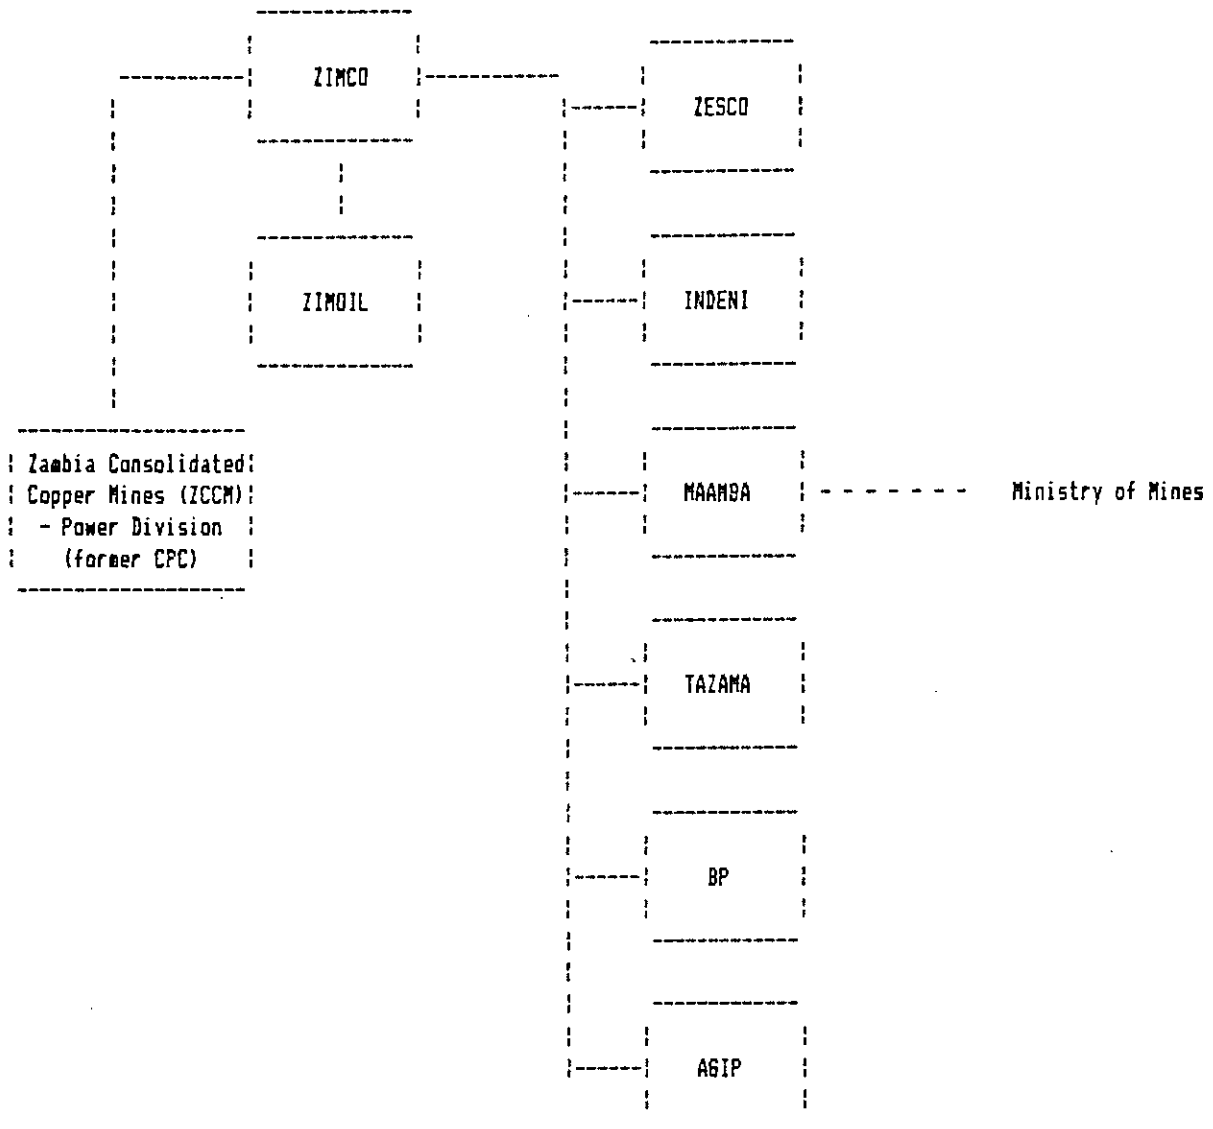 ZIMCO
ZESCO
ZIMOIL
INDENI
Zambia Consolidated
Copper Mines (ZCCM)
- Power Division
(former CPC)
MAAMBA
Ministry of Mines
TAZAMA
BP
AGIP